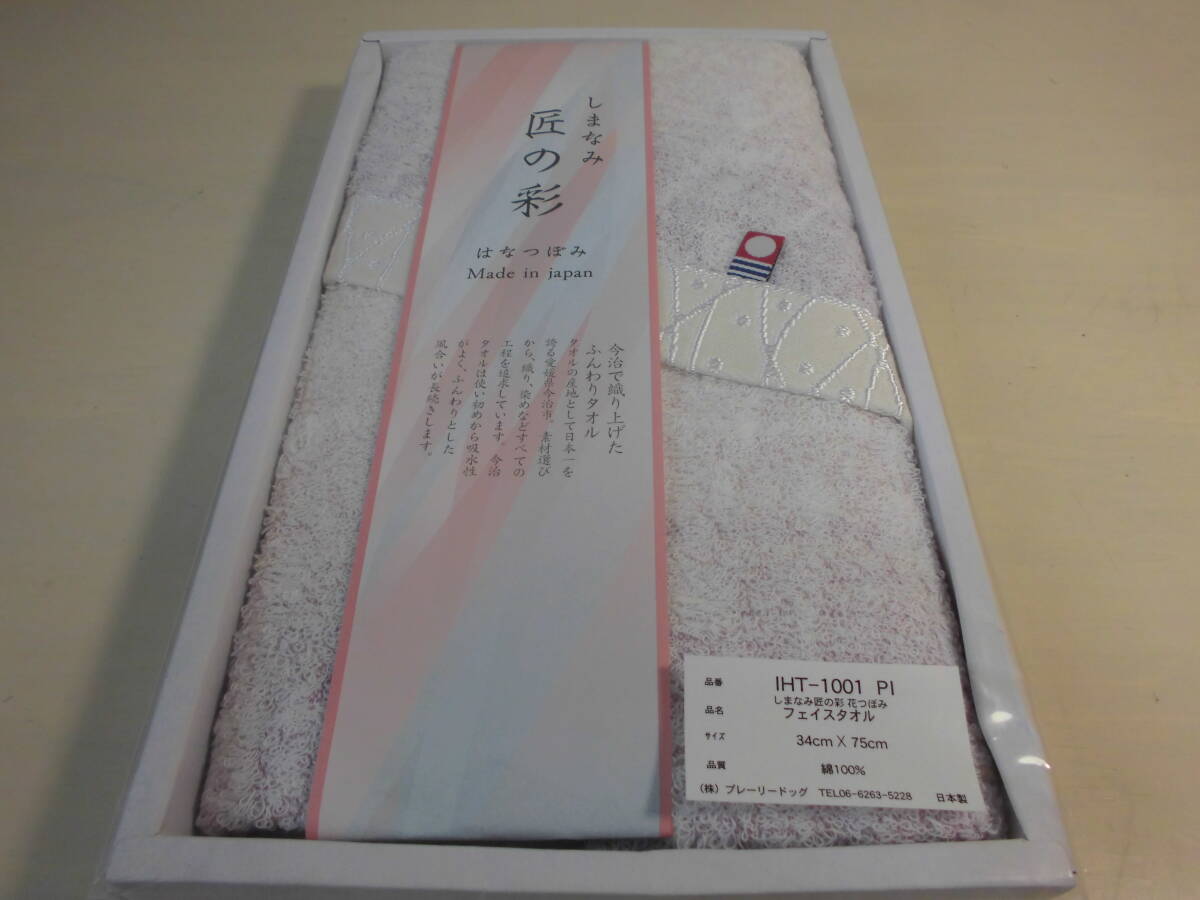 しまなみ
匠の彩
はなつぼみ
Made in japan
今治で織り上げた
ふんわりタオル
タオルの産地として日本一を
誇る愛媛県今治市。素材選び
から、織り、染めなどすべての
工程を追求しています。今治
タオルは使い初めから吸水性
がよく、ふんわりとした
風合いが長続きします。
品番 IHT-1001 PI
しまなみ匠の彩 花つぼみ
品名 フェイスタオル
サイズ 34cm X 75cm
品質 綿100%
(株) プレーリードッグ TEL06-6263-5228 日本製